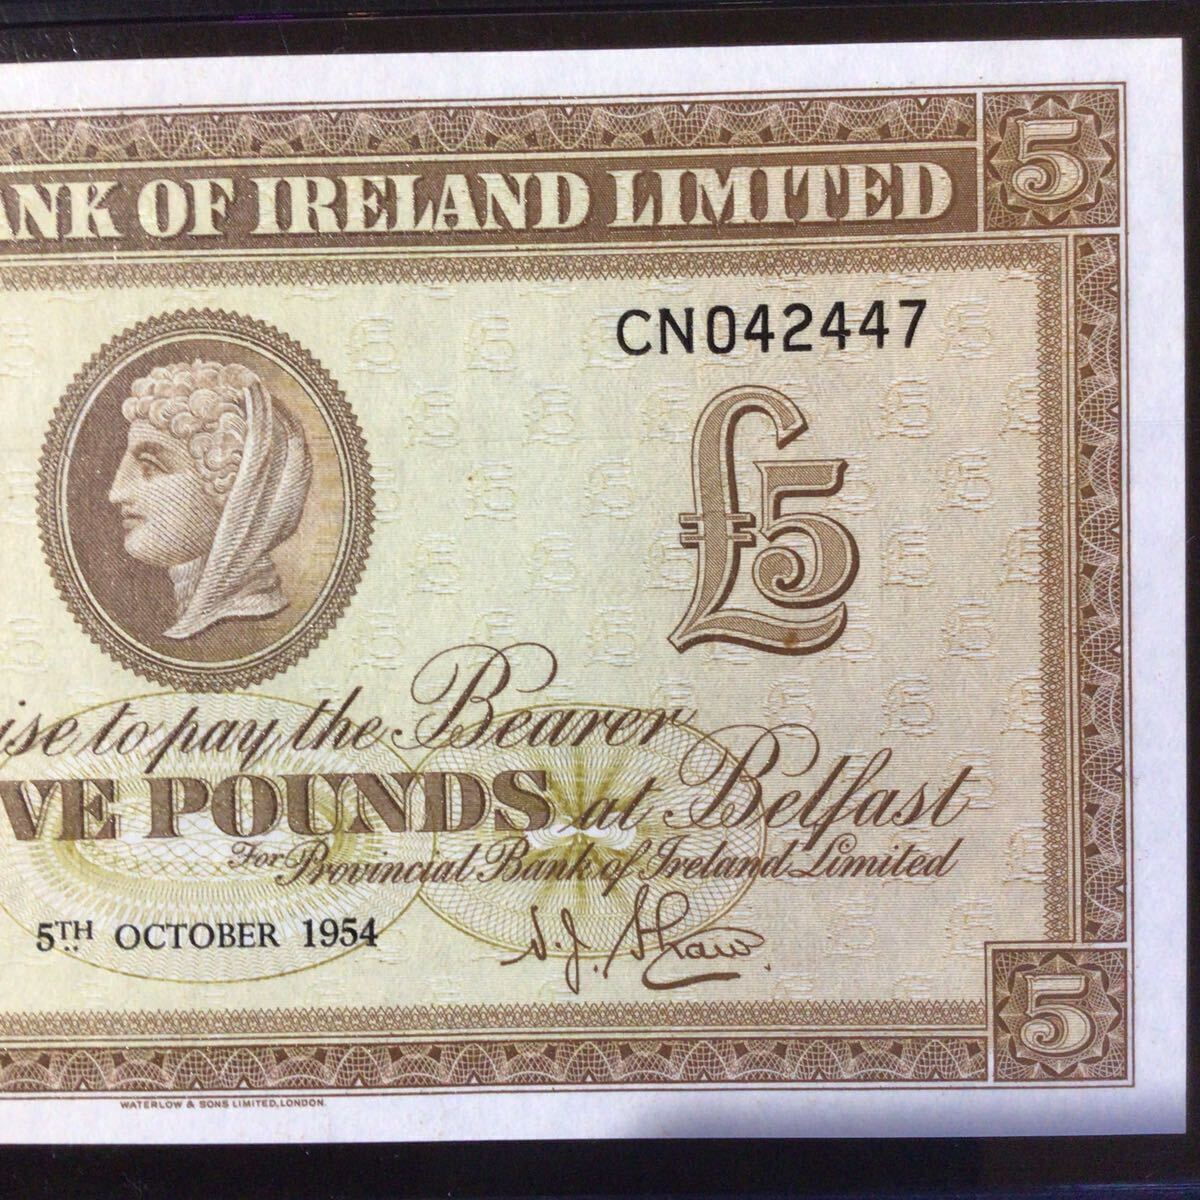 ANK OF IRELAND LIMITED
5
CN042447
£5
ise to pay the Bearer
VE POUNDS at Belfast
For Provincial Bank of Ireland Limited
5TH OCTOBER 1954
S.J. Shaw.
5
WATERLOW & SONS LIMITED, LONDON.